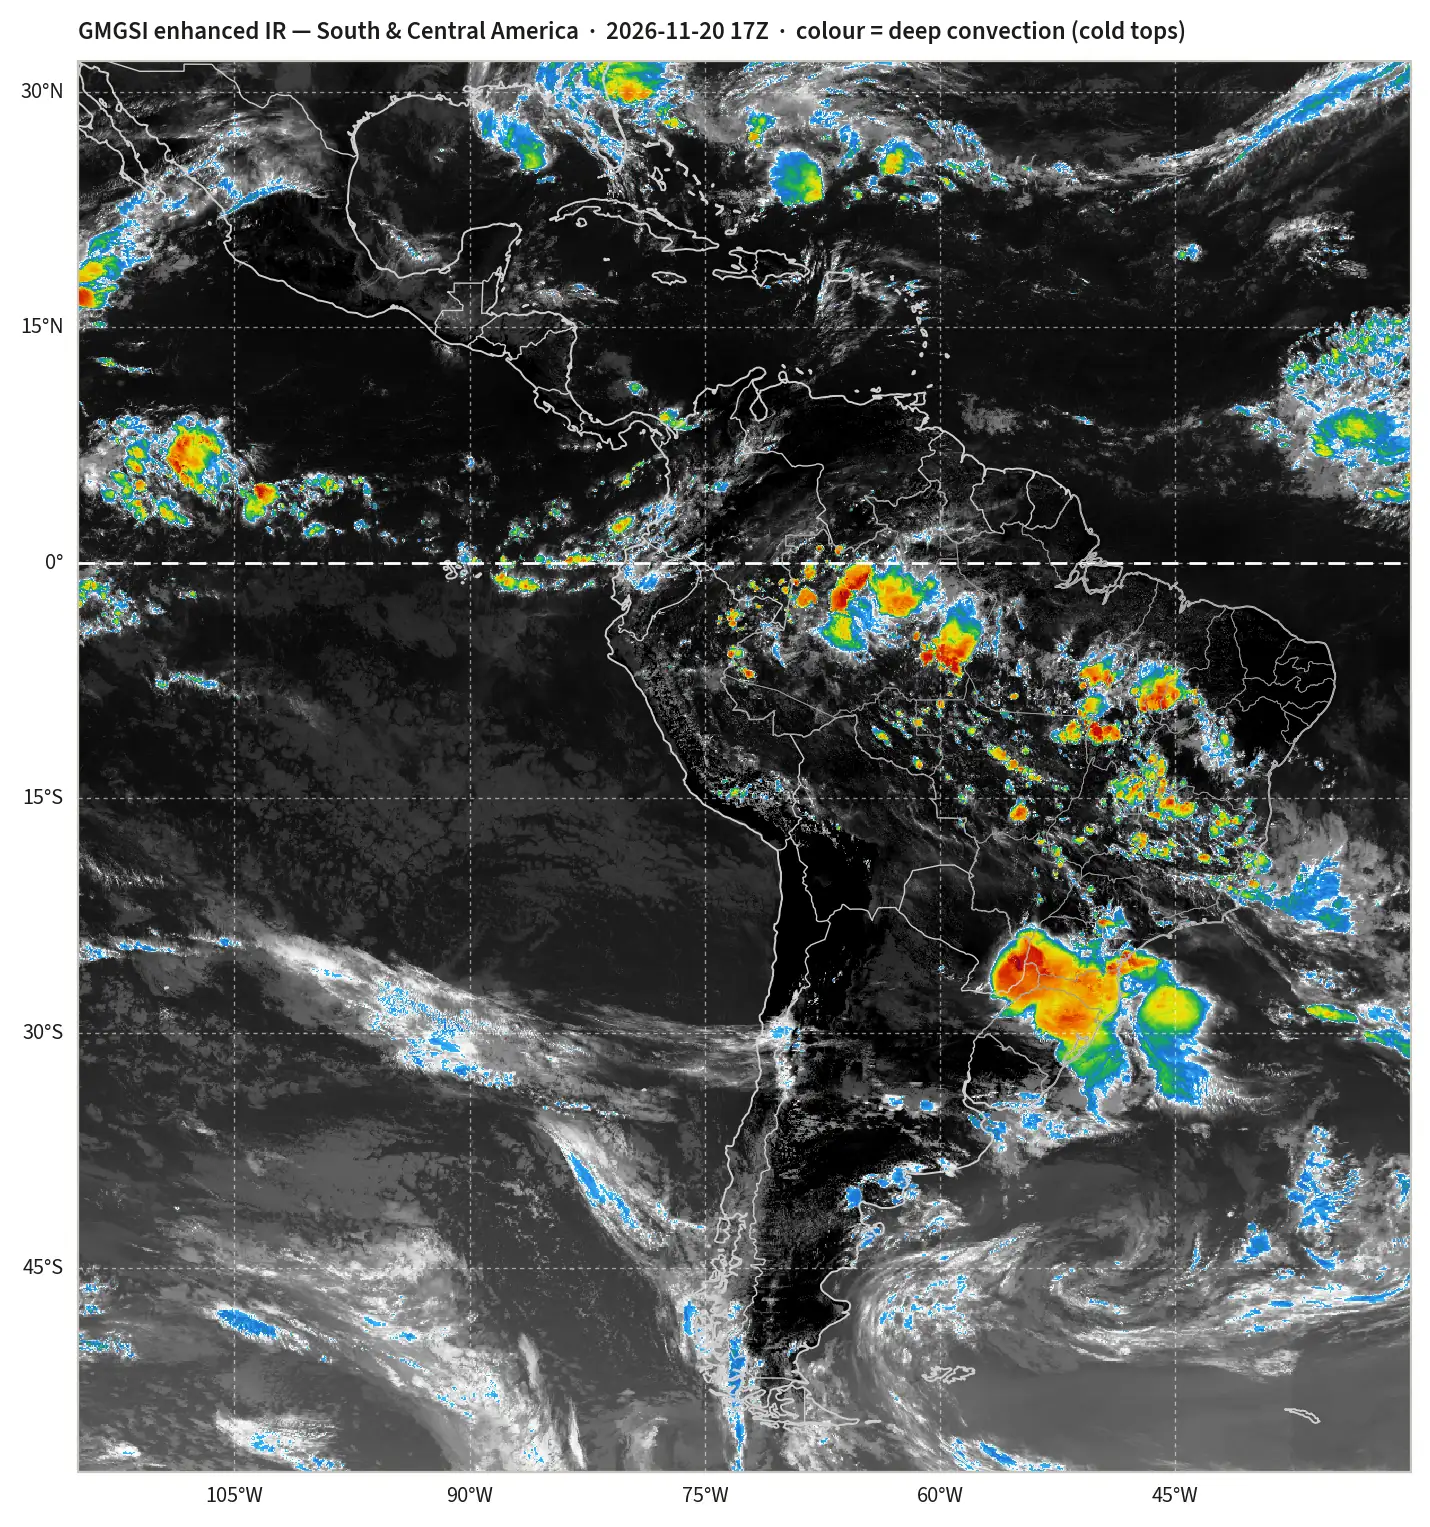 GMGSI enhanced IR — South & Central America · 2026-11-20 17Z · colour = deep convection (cold tops)
30°N
15°N
0°
15°S
30°S
45°S
105°W
90°W
75°W
60°W
45°W